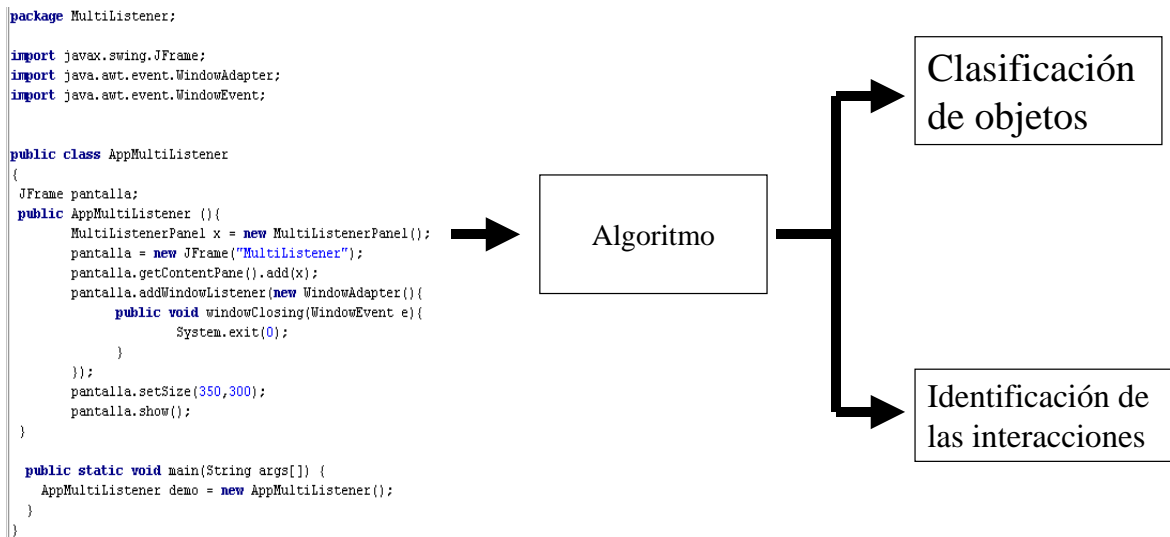 package MultiListener;
import javax.swing.JFrame;
import java.awt.event.WindowAdapter;
import java.awt.event.WindowEvent;
public class AppMultiListener
{
JFrame pantalla;
public AppMultiListener (){
MultiListenerPanel x = new MultiListenerPanel();
pantalla = new JFrame("MultiListener");
pantalla.getContentPane().add(x);
pantalla.addWindowListener(new WindowAdapter(){
public void windowClosing(WindowEvent e){
System.exit(0);
}
});
pantalla.setSize(350,300);
pantalla.show();
}
public static void main(String args[]) {
AppMultiListener demo = new AppMultiListener();
}
}
Algoritmo
Clasificación
de objetos
Identificación de
las interacciones